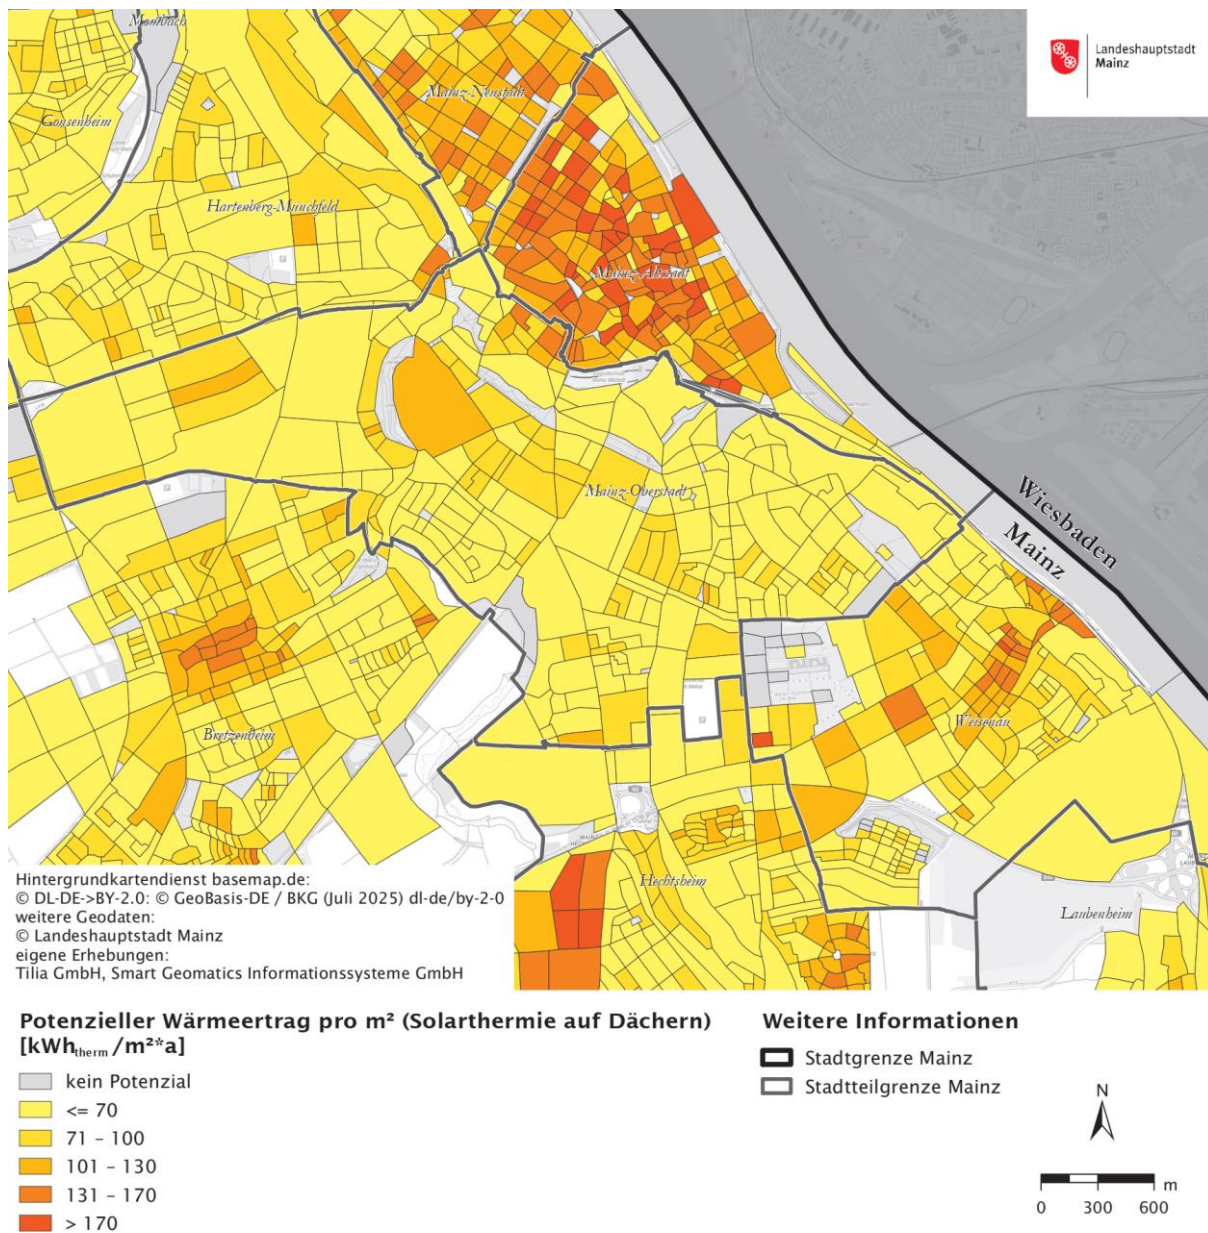 Mombach
Landeshauptstadt
Mainz
Mainz-Neustadt
Gonsenheim
Hartenberg-Münchfeld
Mainz-Altstadt
Mainz-Oberstadt
Wiesbaden
Mainz
Weisenau
Bretzenheim
Hechtsheim
Laubenheim
Hintergrundkartendienst basemap.de:
© DL-DE->BY-2.0: © GeoBasis-DE / BKG (Juli 2025) dl-de/by-2-0
weitere Geodaten:
© Landeshauptstadt Mainz
eigene Erhebungen:
Tilia GmbH, Smart Geomatics Informationssysteme GmbH
Potenzieller Wärmeertrag pro m² (Solarthermie auf Dächern)
[kWhtherm/m²*a]
kein Potenzial
<= 70
71 – 100
101 – 130
131 – 170
> 170
Weitere Informationen
Stadtgrenze Mainz
Stadtteilgrenze Mainz
N
m
0 300 600